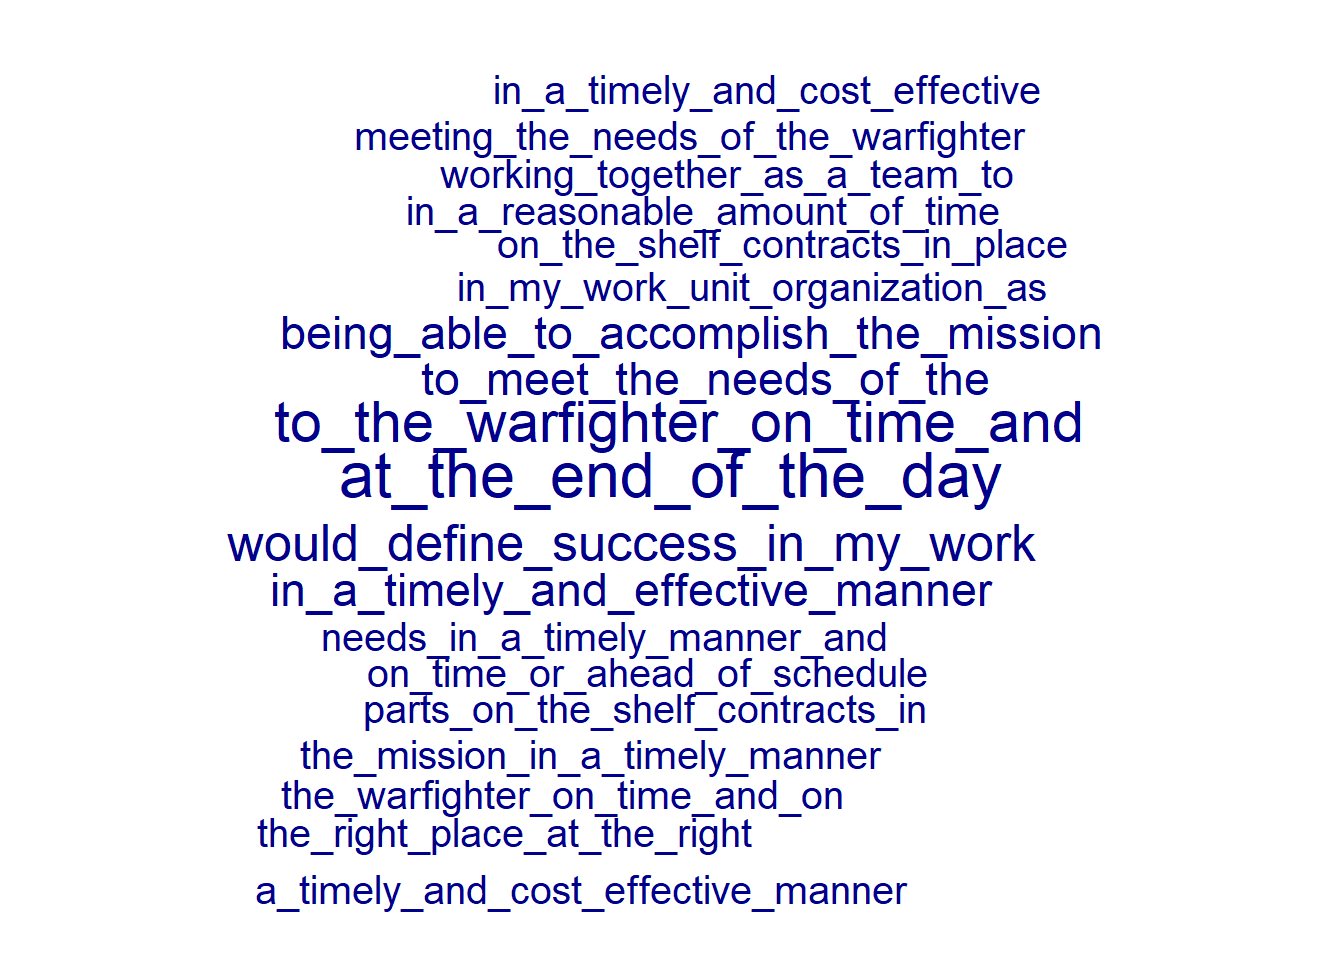 in_a_timely_and_cost_effective
meeting_the_needs_of_the_warfighter
working_together_as_a_team_to
in_a_reasonable_amount_of_time
on_the_shelf_contracts_in_place
in_my_work_unit_organization_as
being_able_to_accomplish_the_mission
to_meet_the_needs_of_the
to_the_warfighter_on_time_and
at_the_end_of_the_day
would_define_success_in_my_work
in_a_timely_and_effective_manner
needs_in_a_timely_manner_and
on_time_or_ahead_of_schedule
parts_on_the_shelf_contracts_in
the_mission_in_a_timely_manner
the_warfighter_on_time_and_on
the_right_place_at_the_right
a_timely_and_cost_effective_manner